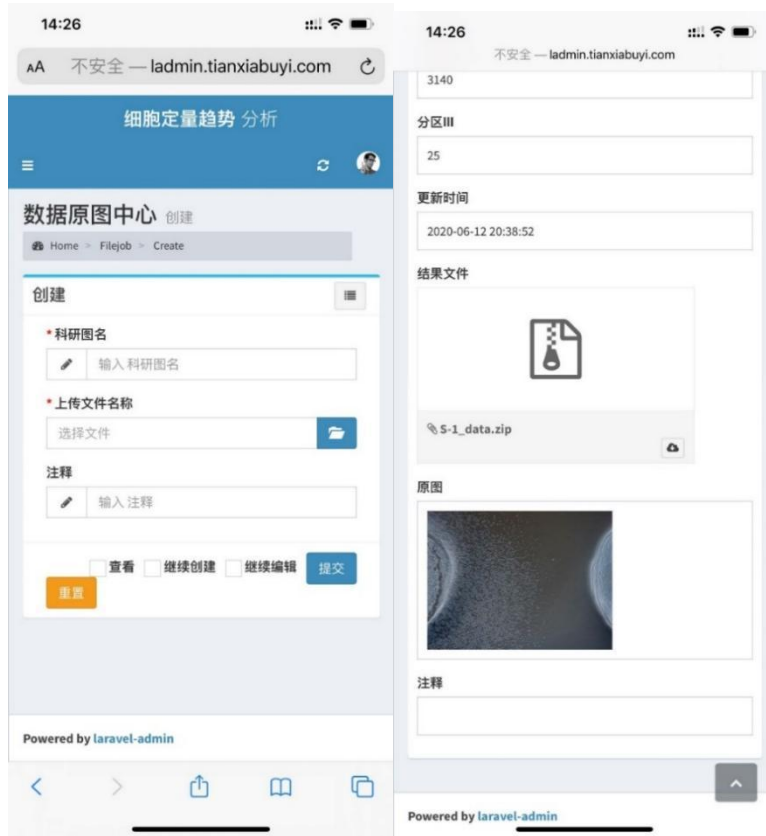 14:26
AA 不安全 — ladmin.tianxiabuyi.com
细胞定量趋势 分析
数据原图中心 创建
Home > Filejob > Create
创建
*科研图名
输入 科研图名
*上传文件名称
选择文件
注释
输入 注释
查看 继续创建 继续编辑 提交
重置
Powered by laravel-admin
14:26
不安全 — ladmin.tianxiabuyi.com
3140
分区III
25
更新时间
2020-06-12 20:38:52
结果文件
S-1_data.zip
原图
注释
Powered by laravel-admin